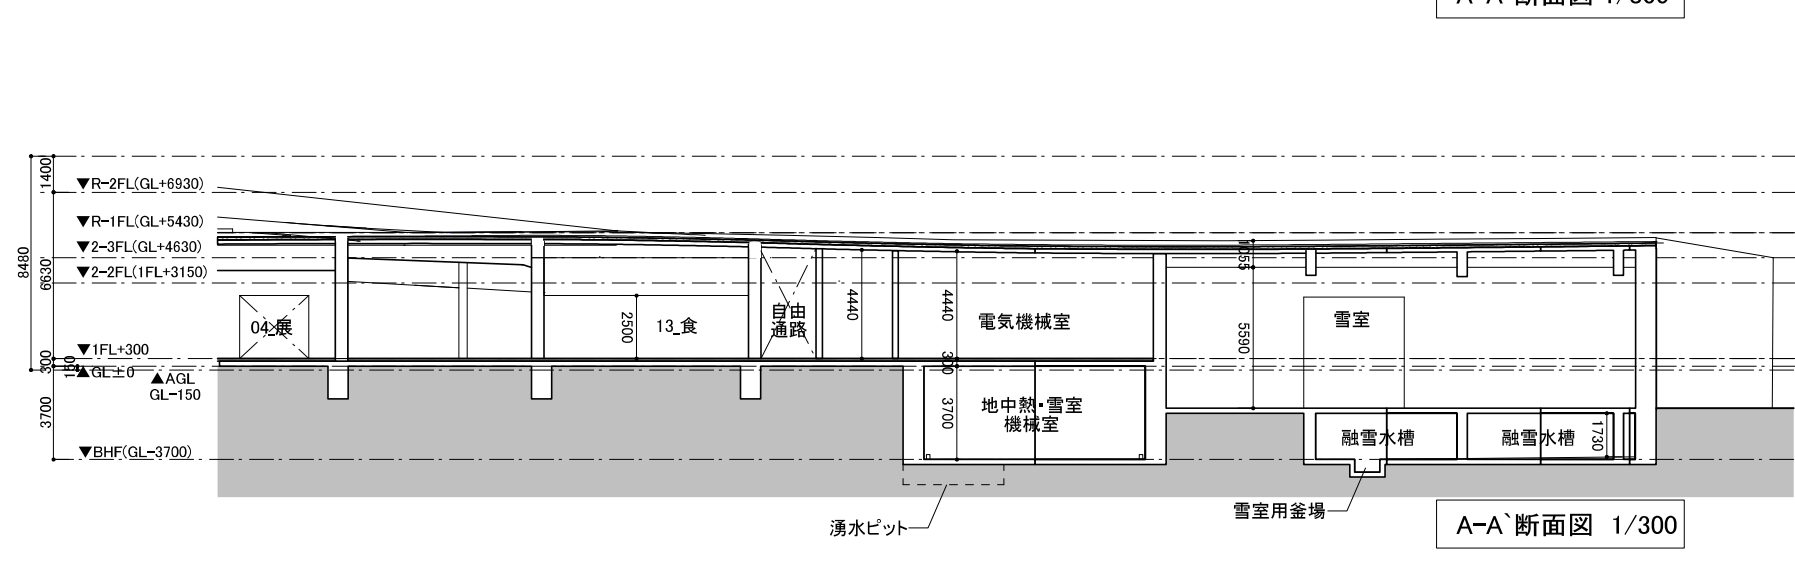 A-A`断面図 1/300
1400
▼R-2FL(GL+6930)
▼R-1FL(GL+5430)
▼2-3FL(GL+4630)
8480
6630
▼2-2FL(1FL+3150)
1055
04_展
2500
13_食
自由
通路
4440
4440
電気機械室
5590
雪室
▼1FL+300
300
150
▲GL±0
▲AGL
GL-150
300
3700
3700
地中熱・雪室
機械室
融雪水槽
融雪水槽
1730
▼BHF(GL-3700)
湧水ピット
雪室用釜場
A-A`断面図 1/300